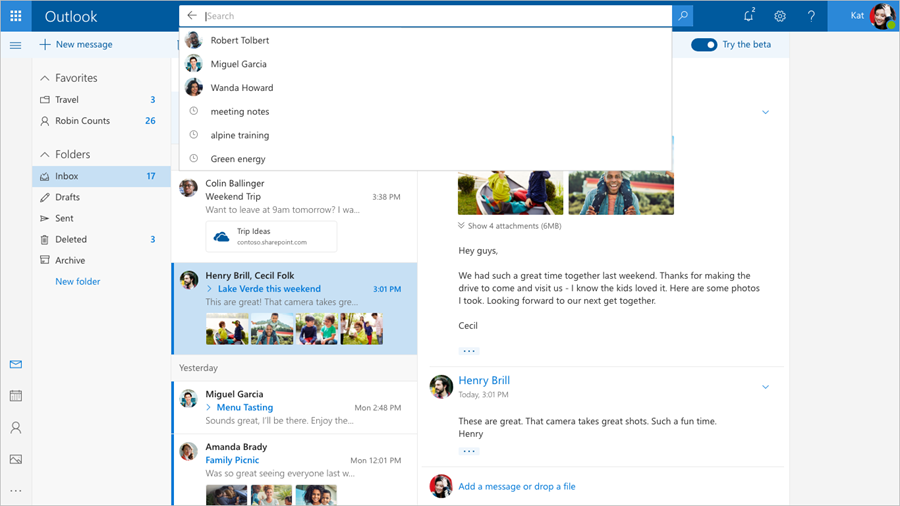 Outlook
Search
2
?
Kat
New message
Try the beta
Robert Tolbert
Miguel Garcia
Wanda Howard
meeting notes
alpine training
Green energy
Favorites
Travel 3
Robin Counts 26
Folders
Inbox 17
Drafts
Sent
Deleted 3
Archive
New folder
Colin Ballinger
Weekend Trip 3:38 PM
Want to leave at 9am tomorrow? I wa...
Trip Ideas
contoso.sharepoint.com
Henry Brill, Cecil Folk
Lake Verde this weekend 3:01 PM
This are great! That camera takes gre...
Yesterday
Miguel Garcia
Menu Tasting Mon 2:48 PM
Sounds great, I'll be there. Enjoy the...
Amanda Brady
Family Picnic Mon 12:01 PM
Was so great seeing everyone last w...
Show 4 attachments (6MB)
Hey guys,
We had such a great time together last weekend. Thanks for making the
drive to come and visit us - I know the kids loved it. Here are some photos
I took. Looking forward to our next get together.
Cecil
...
Henry Brill
Today, 3:01 PM
These are great. That camera takes great shots. Such a fun time.
Henry
...
Add a message or drop a file